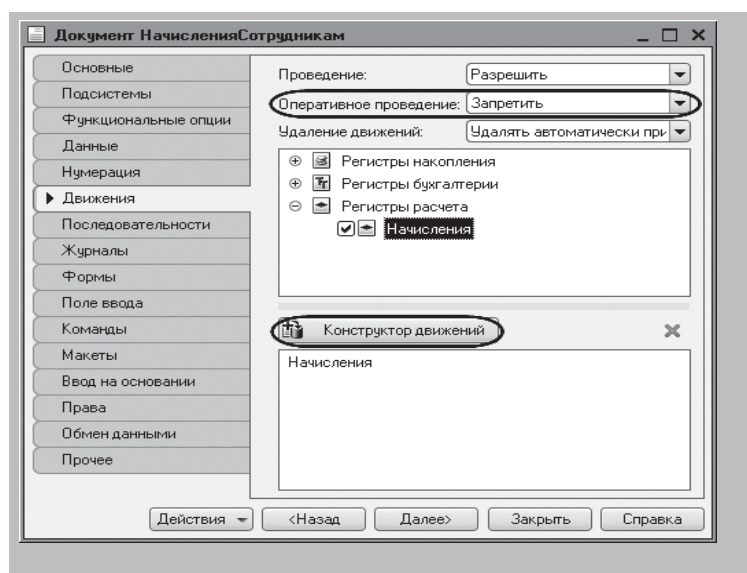 Документ НачисленияСотрудникам
Основные
Подсистемы
Функциональные опции
Данные
Нумерация
Движения
Последовательности
Журналы
Формы
Поле ввода
Команды
Макеты
Ввод на основании
Права
Обмен данными
Прочее
Проведение: Разрешить
Оперативное проведение: Запретить
Удаление движений: Удалять автоматически при
Регистры накопления
Регистры бухгалтерии
Регистры расчета
Начисления
Конструктор движений
Начисления
Действия <Назад Далее> Закрыть Справка